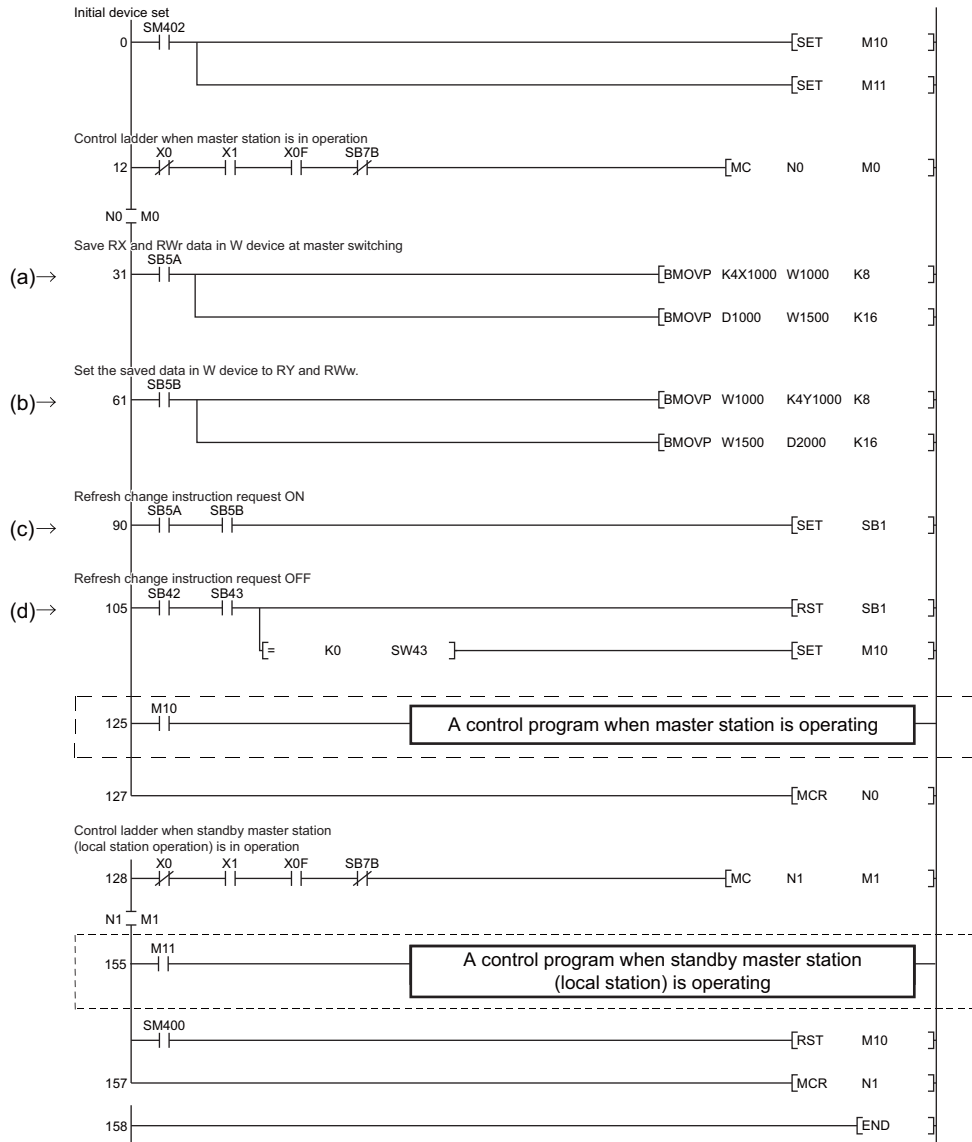 Initial device set
SM402
0 [SET M10]
[SET M11]
Control ladder when master station is in operation
X0 X1 X0F SB7B
12 [MC N0 M0]
N0 M0
Save RX and RWr data in W device at master switching
SB5A
(a)→ 31 [BMOVP K4X1000 W1000 K8]
[BMOVP D1000 W1500 K16]
Set the saved data in W device to RY and RWw.
SB5B
(b)→ 61 [BMOVP W1000 K4Y1000 K8]
[BMOVP W1500 D2000 K16]
Refresh change instruction request ON
SB5A SB5B
(c)→ 90 [SET SB1]
Refresh change instruction request OFF
SB42 SB43
(d)→ 105 [RST SB1]
[= K0 SW43] [SET M10]
M10
125 A control program when master station is operating
127 [MCR N0]
Control ladder when standby master station
(local station operation) is in operation
X0 X1 X0F SB7B
128 [MC N1 M1]
N1 M1
M11
155 A control program when standby master station
(local station) is operating
SM400
[RST M10]
157 [MCR N1]
158 [END]